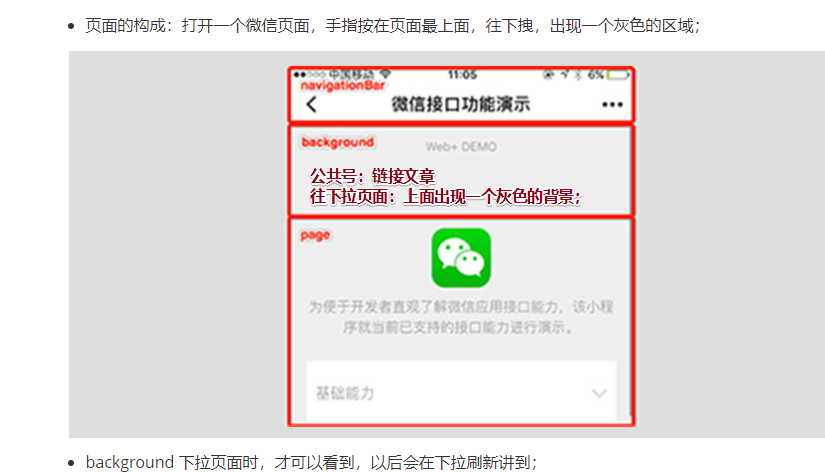 页面的构成：打开一个微信页面，手指按在页面最上面，往下拽，出现一个灰色的区域；
中国移动 11:05 6%
navigationBar
微信接口功能演示
background
Web+ DEMO
公共号：链接文章
往下拉页面：上面出现一个灰色的背景；
page
为便于开发者直观了解微信应用接口能力，该小程
序就当前已支持的接口能力进行演示。
基础能力
background 下拉页面时，才可以看到，以后会在下拉刷新讲到；